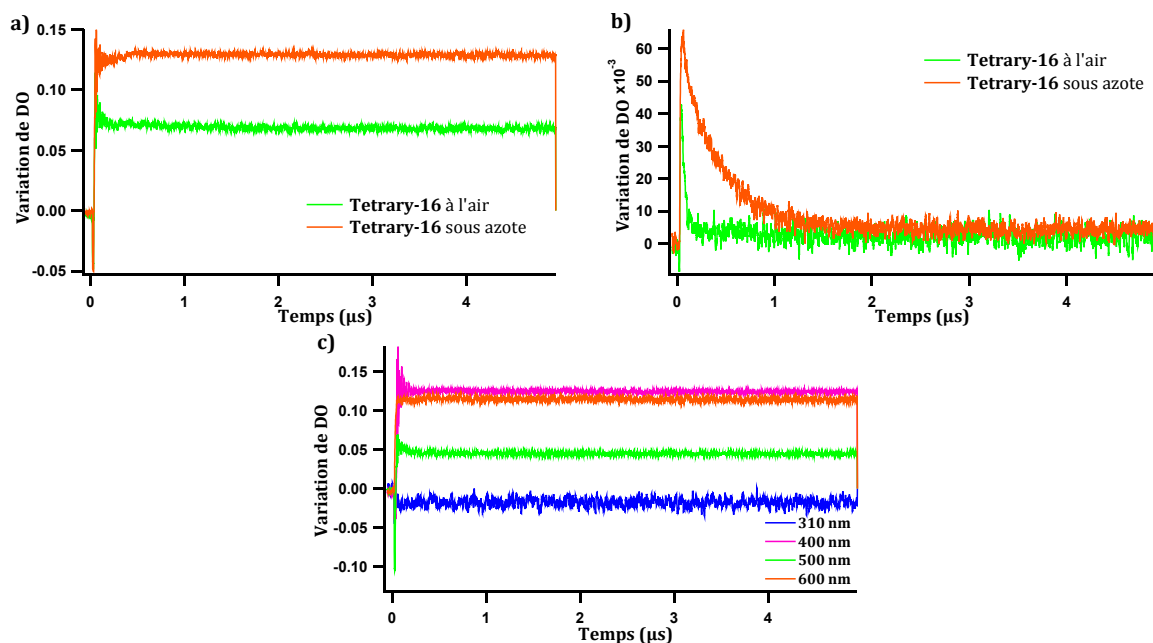 a)
Variation de DO
0.15
0.10
0.05
0.00
-0.05
Tetrary-16 à l'air
Tetrary-16 sous azote
0 1 2 3 4
Temps (µs)
b)
Variation de DO ×10⁻³
60
50
40
30
20
10
0
Tetrary-16 à l'air
Tetrary-16 sous azote
0 1 2 3 4
Temps (µs)
c)
Variation de DO
0.15
0.10
0.05
0.00
-0.05
-0.10
310 nm
400 nm
500 nm
600 nm
0 1 2 3 4
Temps (µs)